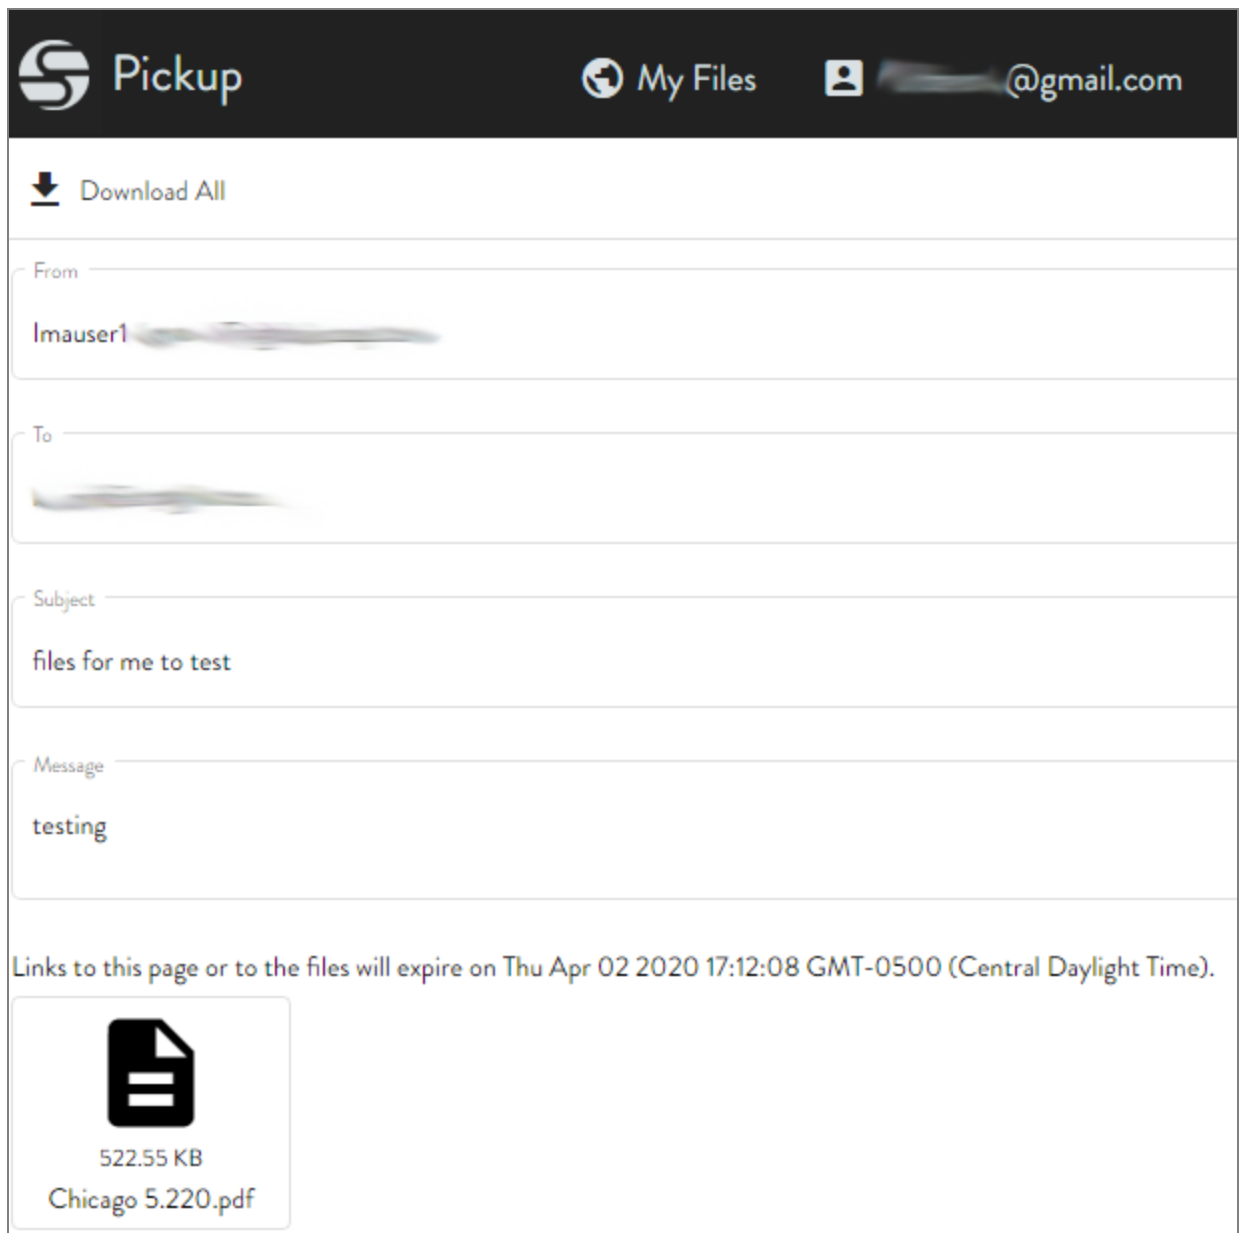 Pickup
My Files
@gmail.com
Download All
From
lmauser1
To
Subject
files for me to test
Message
testing
Links to this page or to the files will expire on Thu Apr 02 2020 17:12:08 GMT-0500 (Central Daylight Time).
522.55 KB
Chicago 5.220.pdf